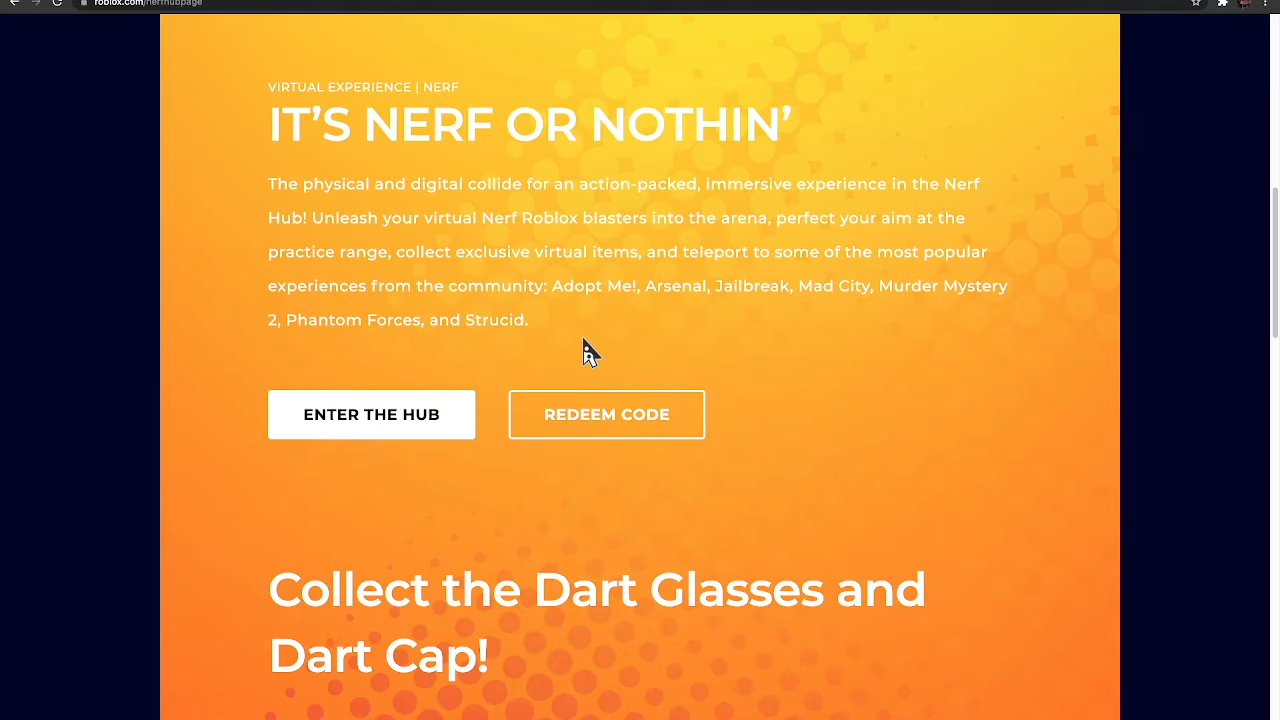 roblox.com/nerfhubpage
VIRTUAL EXPERIENCE | NERF
IT’S NERF OR NOTHIN’
The physical and digital collide for an action-packed, immersive experience in the Nerf
Hub! Unleash your virtual Nerf Roblox blasters into the arena, perfect your aim at the
practice range, collect exclusive virtual items, and teleport to some of the most popular
experiences from the community: Adopt Me!, Arsenal, Jailbreak, Mad City, Murder Mystery
2, Phantom Forces, and Strucid.
ENTER THE HUB
REDEEM CODE
Collect the Dart Glasses and
Dart Cap!